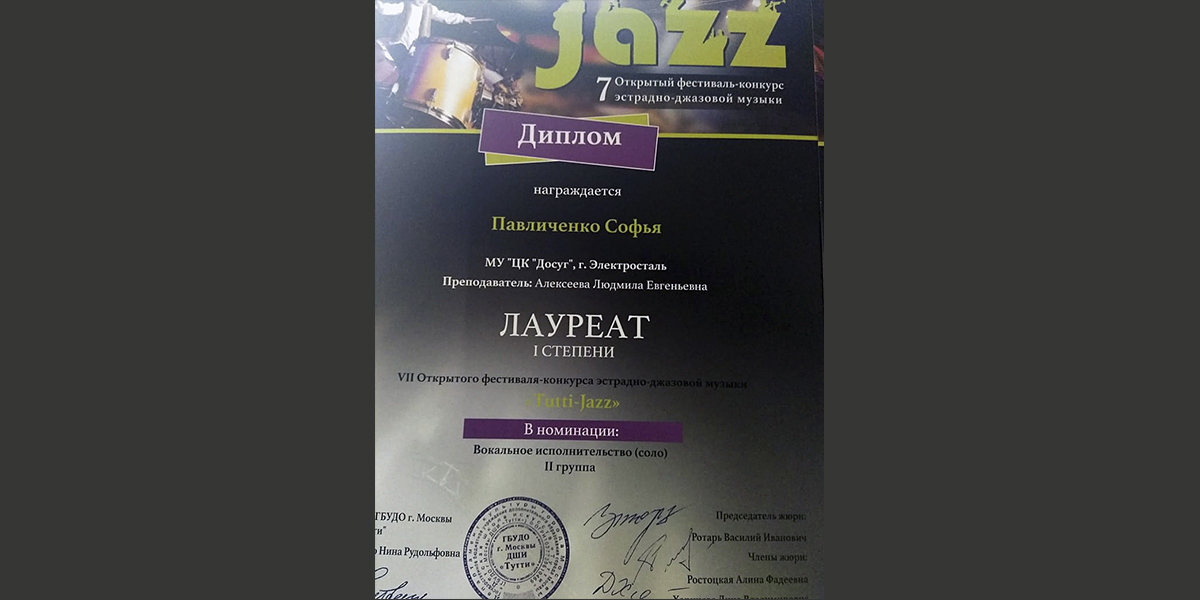 jazz
7 Открытый фестиваль-конкурс
эстрадно-джазовой музыки
Диплом
награждается
Павличенко Софья
МУ "ЦК "Досуг", г. Электросталь
Преподаватель: Алексеева Людмила Евгеньевна
ЛАУРЕАТ
I СТЕПЕНИ
VII Открытого фестиваля-конкурса эстрадно-джазовой музыки
«Tutti-Jazz»
В номинации:
Вокальное исполнительство (соло)
II группа
ГБУДО г. Москвы
Нина Рудольфовна
ГБУДО
г. Москвы
ДШИ
«Тутти»
Председатель жюри:
Ротарь Василий Иванович
Члены жюри:
Ростоцкая Алина Фадеевна